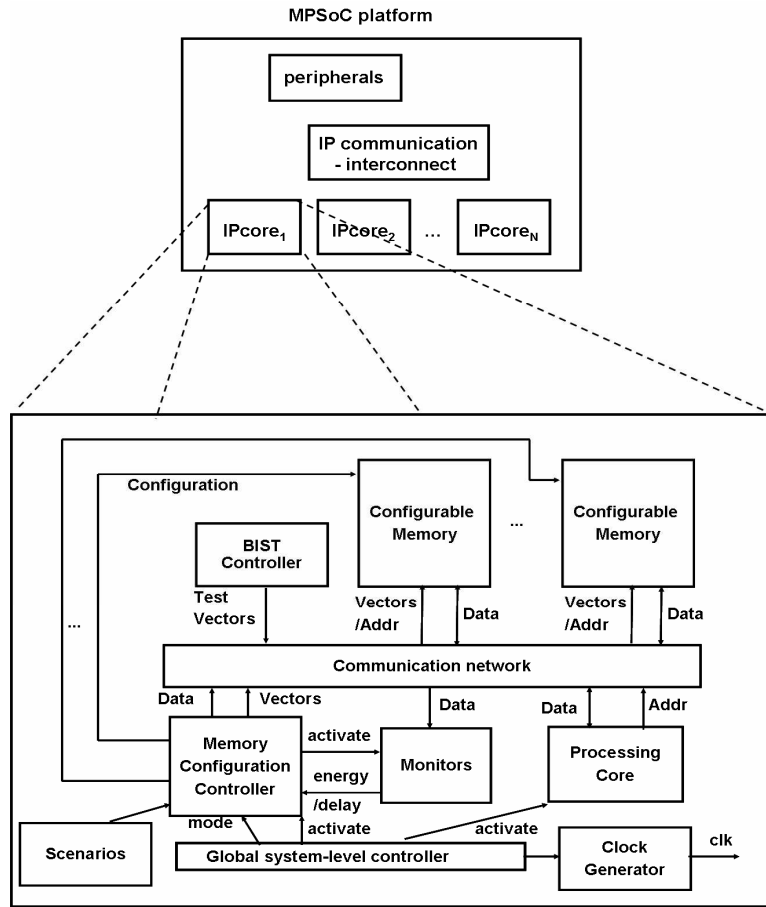 MPSoC platform
peripherals
IP communication
- interconnect
IPcore1
IPcore2
...
IPcoreN
Configuration
Configurable
Memory
...
Configurable
Memory
BIST
Controller
Test
Vectors
Vectors
/Addr
Data
Vectors
/Addr
Data
...
Communication network
Data
Vectors
Data
Data
Addr
Memory
Configuration
Controller
activate
energy
/delay
Monitors
Processing
Core
mode
activate
activate
Scenarios
Global system-level controller
Clock
Generator
clk